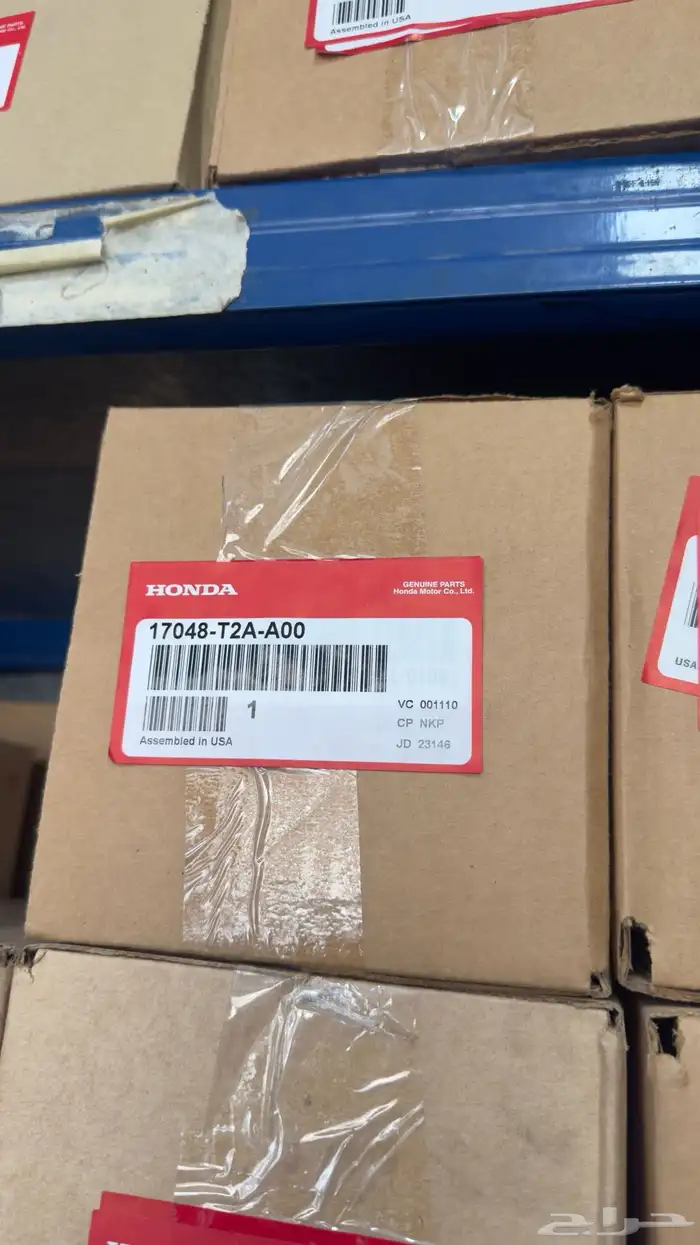 Assembled in USA
HONDA
GENUINE PARTS
Honda Motor Co., Ltd.
17048-T2A-A00
1
VC 001110
CP NKP
Assembled in USA
JD 23146
USA
حراج